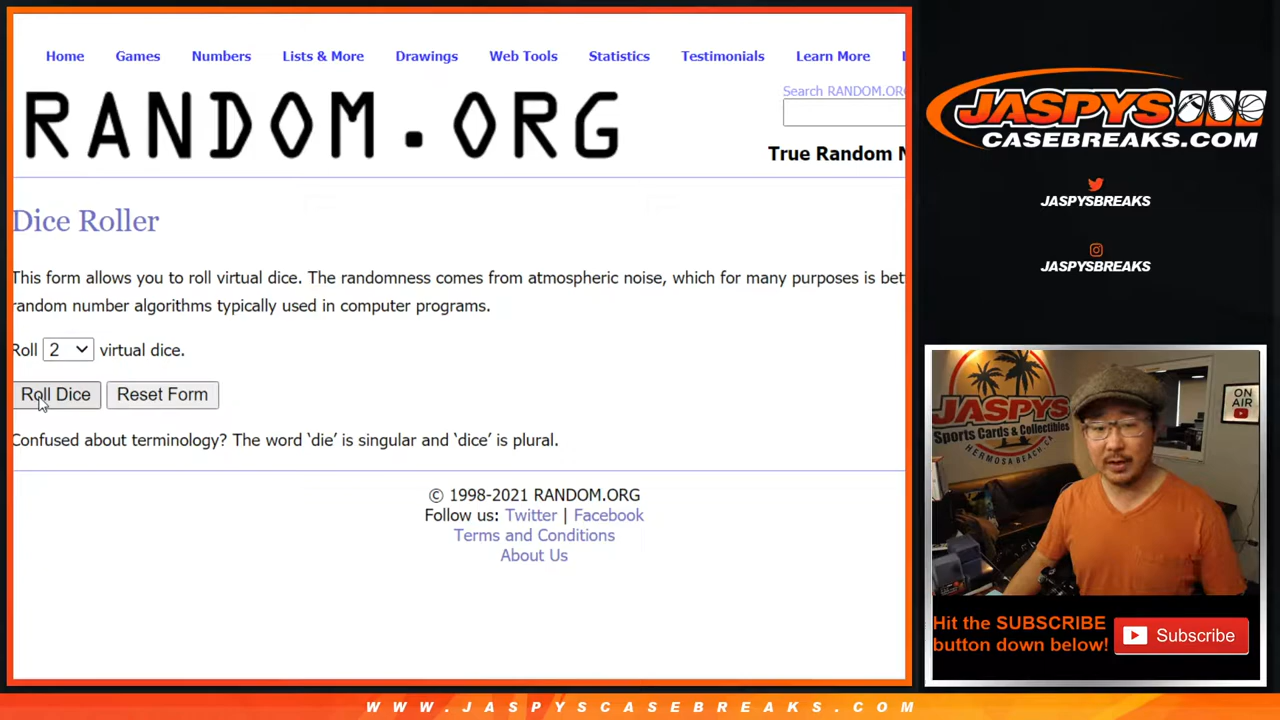 Home Games Numbers Lists & More Drawings Web Tools Statistics Testimonials Learn More
RANDOM.ORG
Search RANDOM.ORG
True Random N
Dice Roller
This form allows you to roll virtual dice. The randomness comes from atmospheric noise, which for many purposes is bet
random number algorithms typically used in computer programs.
Roll 2 virtual dice.
Roll Dice Reset Form
Confused about terminology? The word ‘die’ is singular and ‘dice’ is plural.
© 1998-2021 RANDOM.ORG
Follow us: Twitter | Facebook
Terms and Conditions
About Us
JASPYS
CASEBREAKS.COM
JASPYSBREAKS
JASPYSBREAKS
JASPYS
Sports Cards & Collectibles
HERMOSA BEACH, CA
ON
AIR
Hit the SUBSCRIBE
button down below!
Subscribe
WWW.JASPYSCASEBREAKS.COM